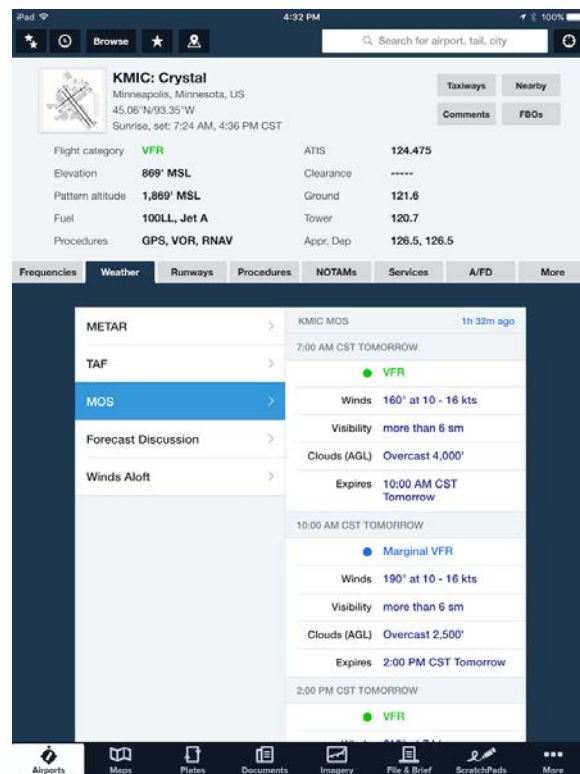 iPad 4:32 PM 100%
Browse Search for airport, tail, city
KMIC: Crystal
Minneapolis, Minnesota, US
45.06°N/93.35°W
Sunrise, set: 7:24 AM, 4:36 PM CST
Taxiways Nearby
Comments FBOs
Flight category VFR ATIS 124.475
Elevation 869' MSL Clearance -----
Pattern altitude 1,869' MSL Ground 121.6
Fuel 100LL, Jet A Tower 120.7
Procedures GPS, VOR, RNAV Appr, Dep 126.5, 126.5
Frequencies Weather Runways Procedures NOTAMs Services A/FD More
METAR
TAF
MOS
Forecast Discussion
Winds Aloft
KMIC MOS 1h 32m ago
7:00 AM CST TOMORROW
VFR
Winds 160° at 10 - 16 kts
Visibility more than 6 sm
Clouds (AGL) Overcast 4,000'
Expires 10:00 AM CST
Tomorrow
10:00 AM CST TOMORROW
Marginal VFR
Winds 190° at 10 - 16 kts
Visibility more than 6 sm
Clouds (AGL) Overcast 2,500'
Expires 2:00 PM CST Tomorrow
2:00 PM CST TOMORROW
VFR
Airports Maps Plates Documents Imagery File & Brief ScratchPads More